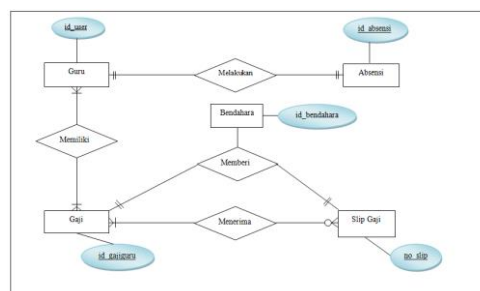 id_user
id_absensi
Guru
Melakukan
Absensi
Bendahara
id_bendahara
Memiliki
Memberi
Gaji
Menerima
Slip Gaji
id_gajiguru
no_slip